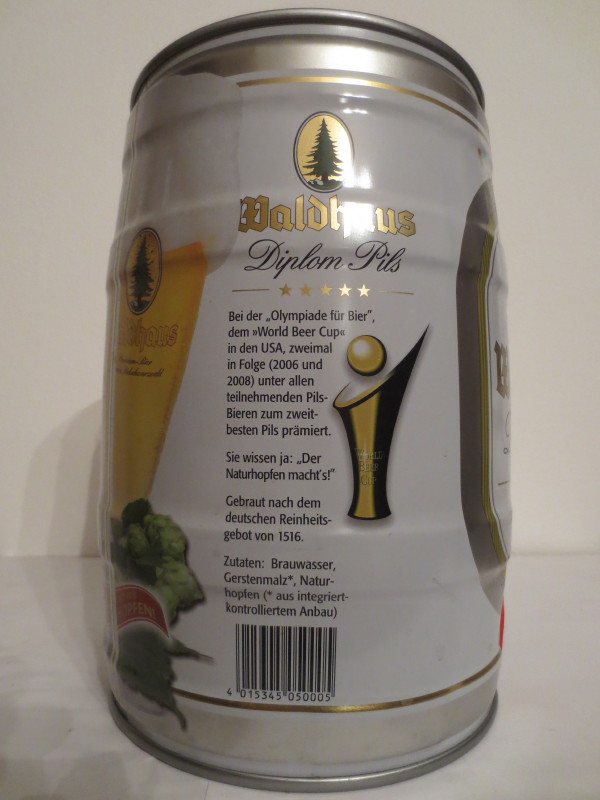 Waldhaus
Diplom Pils
Bei der „Olympiade für Bier",
dem »World Beer Cup«
in den USA, zweimal
in Folge (2006 und
2008) unter allen
teilnehmenden Pils-
Bieren zum zweit-
besten Pils prämiert.
Sie wissen ja: „Der
Naturhopfen macht's!"
Gebraut nach dem
deutschen Reinheits-
gebot von 1516.
Zutaten: Brauwasser,
Gerstenmalz*, Natur-
hopfen (* aus integriert-
kontrolliertem Anbau)
4 015345 050005